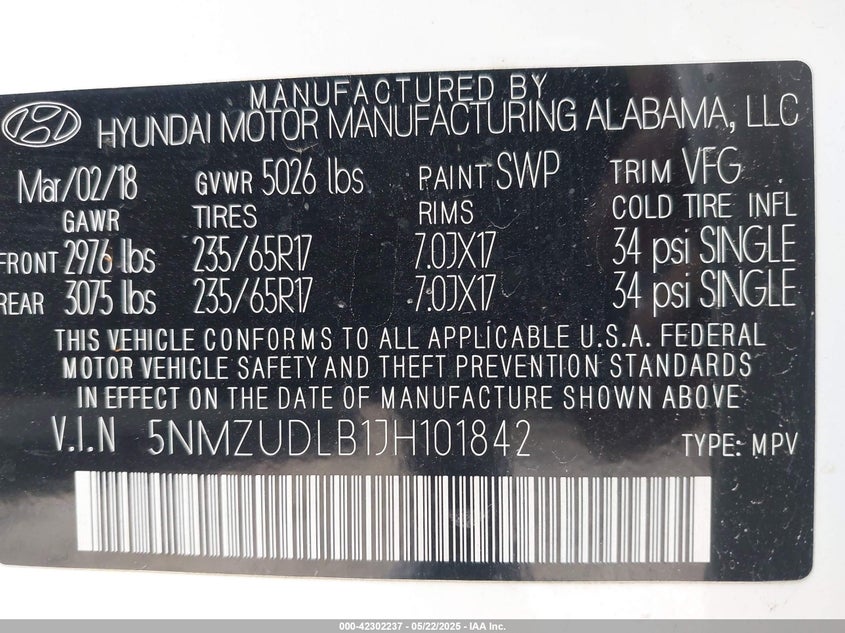 MANUFACTURED BY
HYUNDAI MOTOR MANUFACTURING ALABAMA, LLC
Mar/02/18 GVWR 5026 lbs PAINT SWP TRIM VFG
GAWR TIRES RIMS COLD TIRE INFL
FRONT 2976 lbs 235/65R17 7.0JX17 34 psi SINGLE
REAR 3075 lbs 235/65R17 7.0JX17 34 psi SINGLE
THIS VEHICLE CONFORMS TO ALL APPLICABLE U.S.A. FEDERAL
MOTOR VEHICLE SAFETY AND THEFT PREVENTION STANDARDS
IN EFFECT ON THE DATE OF MANUFACTURE SHOWN ABOVE
V.I.N 5NMZUDLB1JH101842 TYPE: MPV
000-42302237 - 05/22/2025 - IAA Inc.